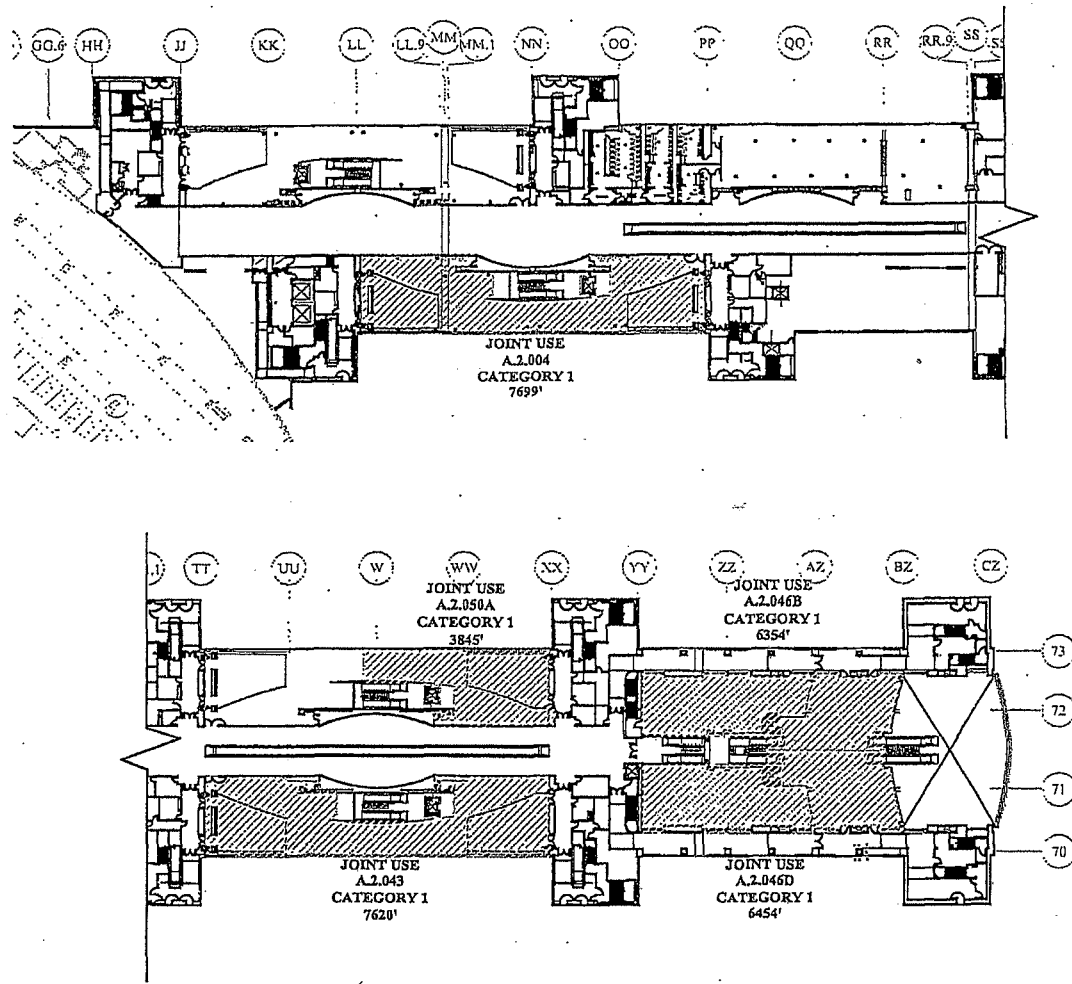 GG.6 HH JJ KK LL LL.9 MM MM.1 NN OO PP QQ RR RR.9 SS
JOINT USE
A.2.004
CATEGORY 1
7699'
TT UU W WW XX YY ZZ AZ BZ CZ
JOINT USE
A.2.050A
CATEGORY 1
3845'
JOINT USE
A.2.046B
CATEGORY 1
6354'
73
72
71
70
JOINT USE
A.2.043
CATEGORY 1
7620'
JOINT USE
A.2.046D
CATEGORY 1
6454'